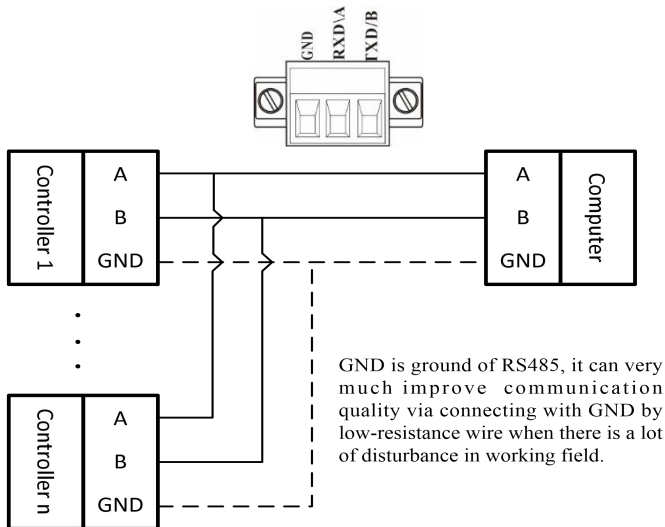 GND
RXD\A
TXD/B
Controller 1
A
B
GND
A
B
GND
Computer
Controller n
A
B
GND
GND is ground of RS485, it can very
much improve communication
quality via connecting with GND by
low-resistance wire when there is a lot
of disturbance in working field.